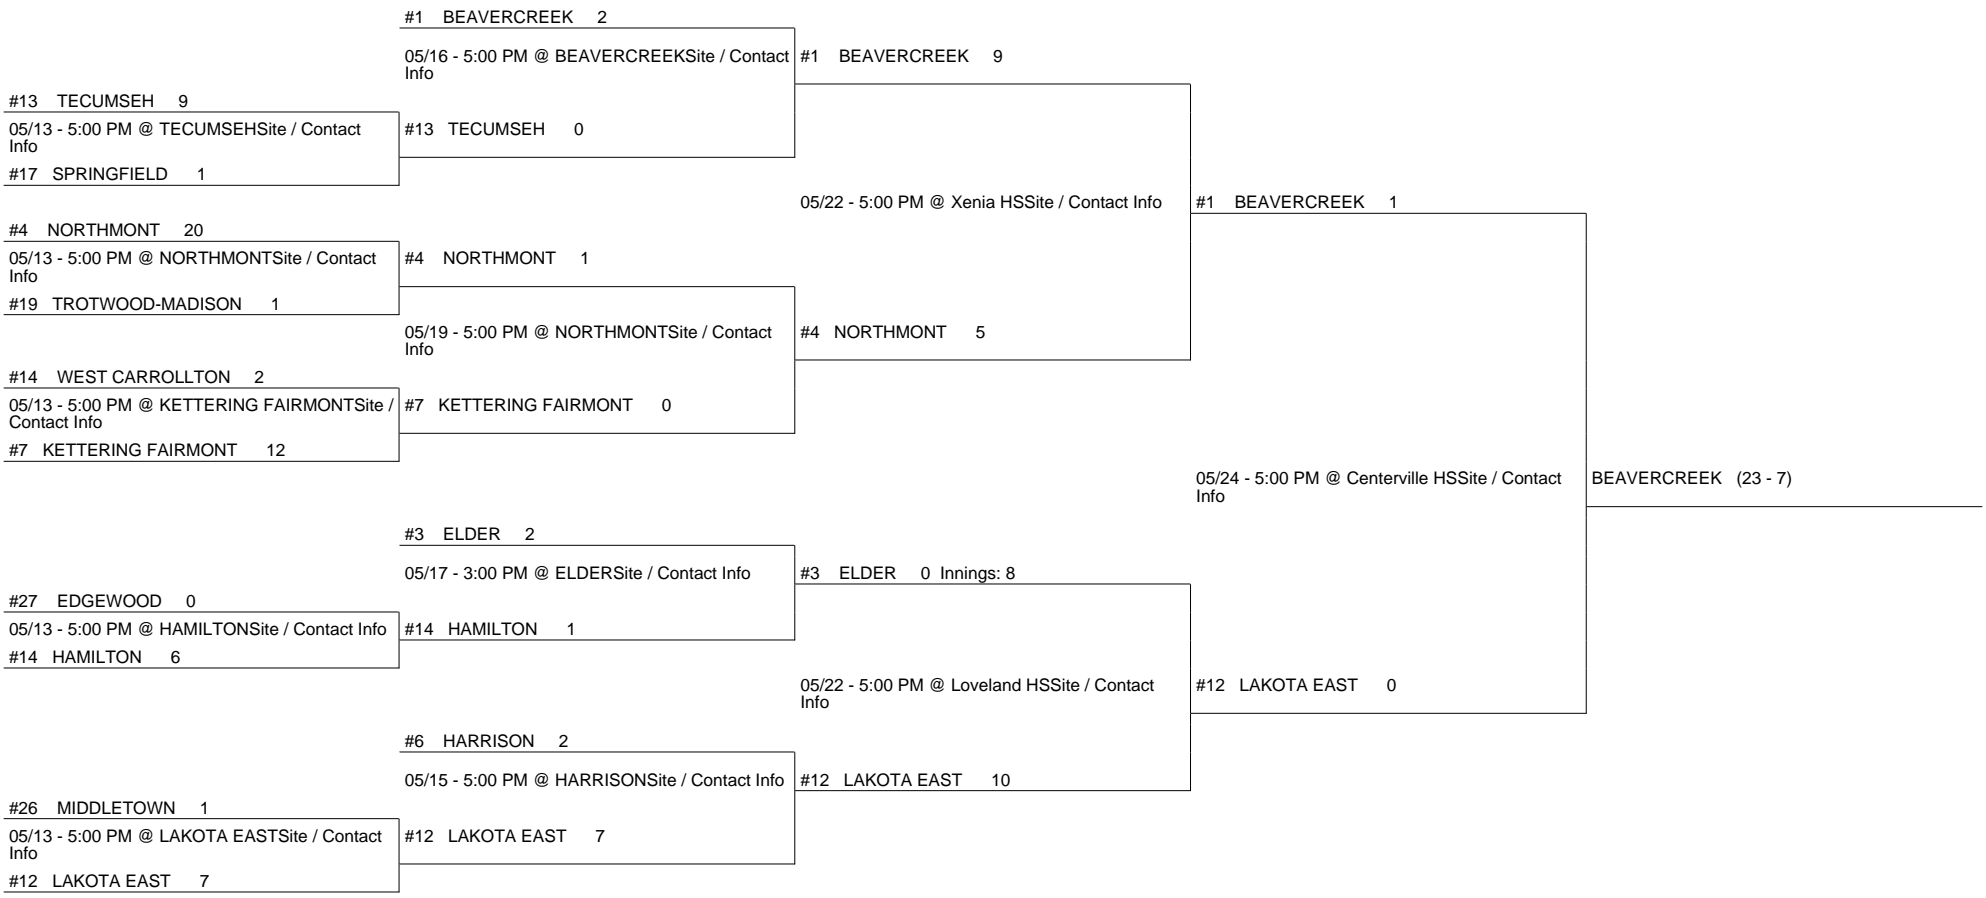 #1 BEAVERCREEK 2
05/16 - 5:00 PM @ BEAVERCREEKSite / Contact
Info
#1 BEAVERCREEK 9
#13 TECUMSEH 9
05/13 - 5:00 PM @ TECUMSEHSite / Contact
Info
#13 TECUMSEH 0
#17 SPRINGFIELD 1
05/22 - 5:00 PM @ Xenia HSSite / Contact Info
#1 BEAVERCREEK 1
#4 NORTHMONT 20
05/13 - 5:00 PM @ NORTHMONTSite / Contact
Info
#4 NORTHMONT 1
#19 TROTWOOD-MADISON 1
05/19 - 5:00 PM @ NORTHMONTSite / Contact
Info
#4 NORTHMONT 5
#14 WEST CARROLLTON 2
05/13 - 5:00 PM @ KETTERING FAIRMONTSite /
Contact Info
#7 KETTERING FAIRMONT 0
#7 KETTERING FAIRMONT 12
05/24 - 5:00 PM @ Centerville HSSite / Contact
Info
BEAVERCREEK (23 - 7)
#3 ELDER 2
05/17 - 3:00 PM @ ELDERSite / Contact Info
#3 ELDER 0 Innings: 8
#27 EDGEWOOD 0
05/13 - 5:00 PM @ HAMILTONSite / Contact Info
#14 HAMILTON 1
#14 HAMILTON 6
05/22 - 5:00 PM @ Loveland HSSite / Contact
Info
#12 LAKOTA EAST 0
#6 HARRISON 2
05/15 - 5:00 PM @ HARRISONSite / Contact Info
#12 LAKOTA EAST 10
#26 MIDDLETOWN 1
05/13 - 5:00 PM @ LAKOTA EASTSite / Contact
Info
#12 LAKOTA EAST 7
#12 LAKOTA EAST 7